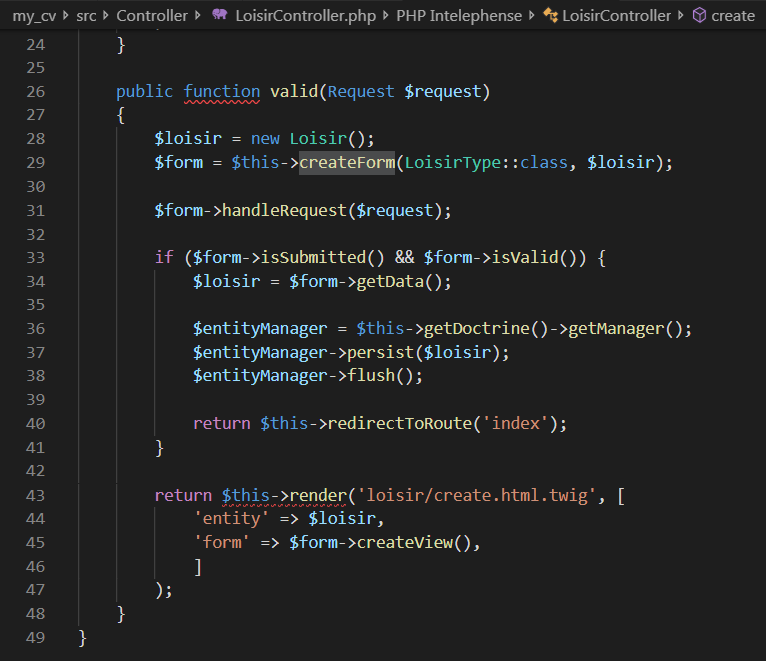 my_cv > src > Controller > LoisirController.php > PHP Intelephense > LoisirController > create
24 }
25
26 public function valid(Request $request)
27 {
28 $loisir = new Loisir();
29 $form = $this->createForm(LoisirType::class, $loisir);
30
31 $form->handleRequest($request);
32
33 if ($form->isSubmitted() && $form->isValid()) {
34 $loisir = $form->getData();
35
36 $entityManager = $this->getDoctrine()->getManager();
37 $entityManager->persist($loisir);
38 $entityManager->flush();
39
40 return $this->redirectToRoute('index');
41 }
42
43 return $this->render('loisir/create.html.twig', [
44 'entity' => $loisir,
45 'form' => $form->createView(),
46 ]
47 );
48 }
49 }